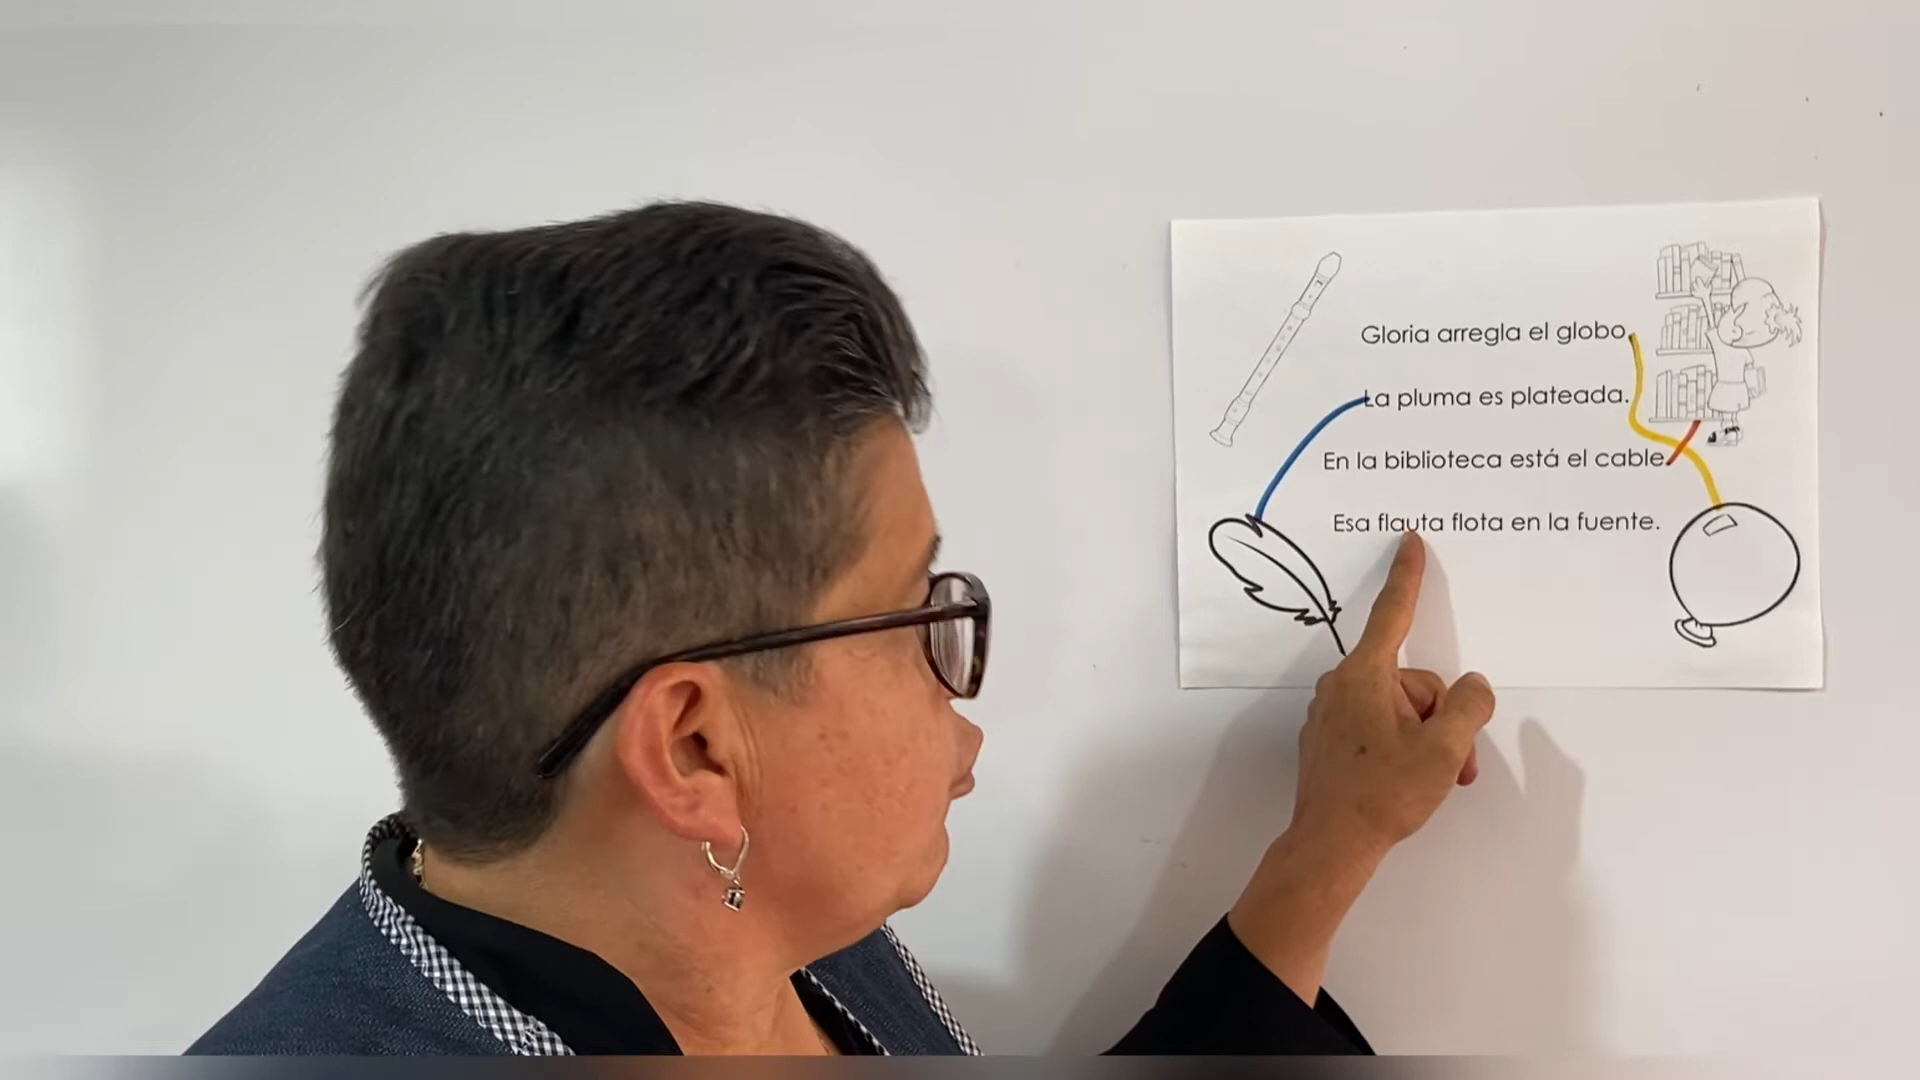 Gloria arregla el globo.
La pluma es plateada.
En la biblioteca está el cable.
Esa flauta flota en la fuente.